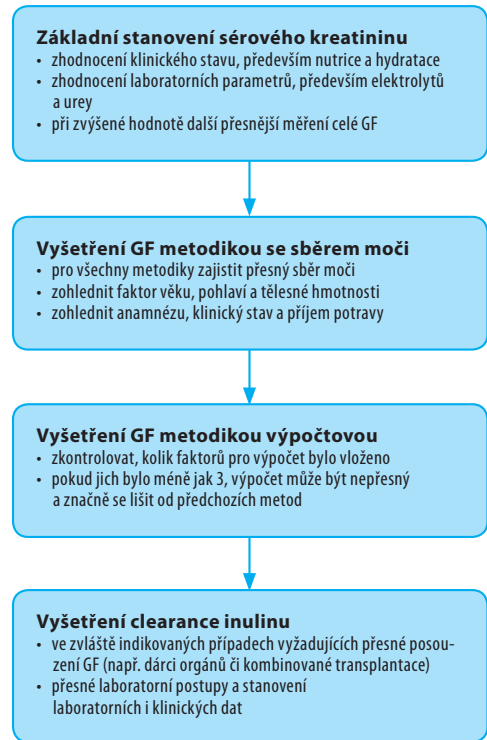 Základní stanovení sérového kreatininu
• zhodnocení klinického stavu, především nutrice a hydratace
• zhodnocení laboratorních parametrů, především elektrolytů
a urey
• při zvýšené hodnotě další přesnější měření celé GF
Vyšetření GF metodikou se sběrem moči
• pro všechny metodiky zajistit přesný sběr moči
• zohlednit faktor věku, pohlaví a tělesné hmotnosti
• zohlednit anamnézu, klinický stav a příjem potravy
Vyšetření GF metodikou výpočtovou
• zkontrolovat, kolik faktorů pro výpočet bylo vloženo
• pokud jich bylo méně jak 3, výpočet může být nepřesný
a značně se lišit od předchozích metod
Vyšetření clearance inulinu
• ve zvláště indikovaných případech vyžadujících přesné posou-
zení GF (např. dárci orgánů či kombinované transplantace)
• přesné laboratorní postupy a stanovení
laboratorních i klinických dat